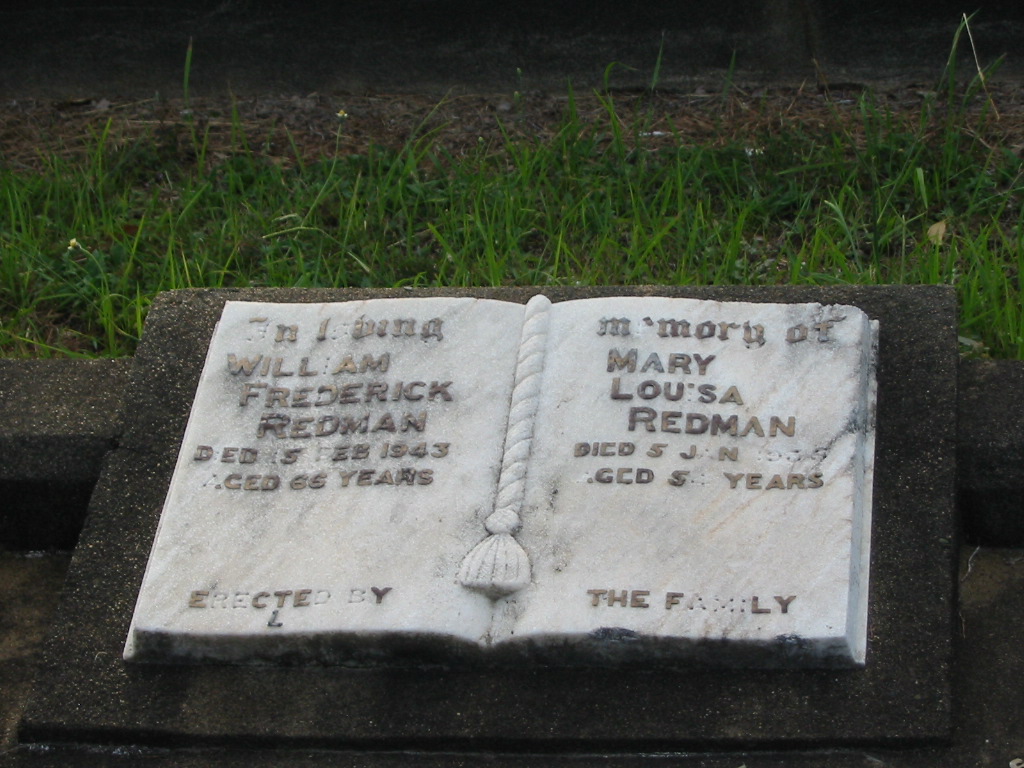 In Loving
WILLIAM
FREDERICK
REDMAN
DIED 15 FEB 1943
AGED 66 YEARS
ERECTED BY
memory of
MARY
LOUISA
REDMAN
DIED 5 JAN
AGED YEARS
THE FAMILY